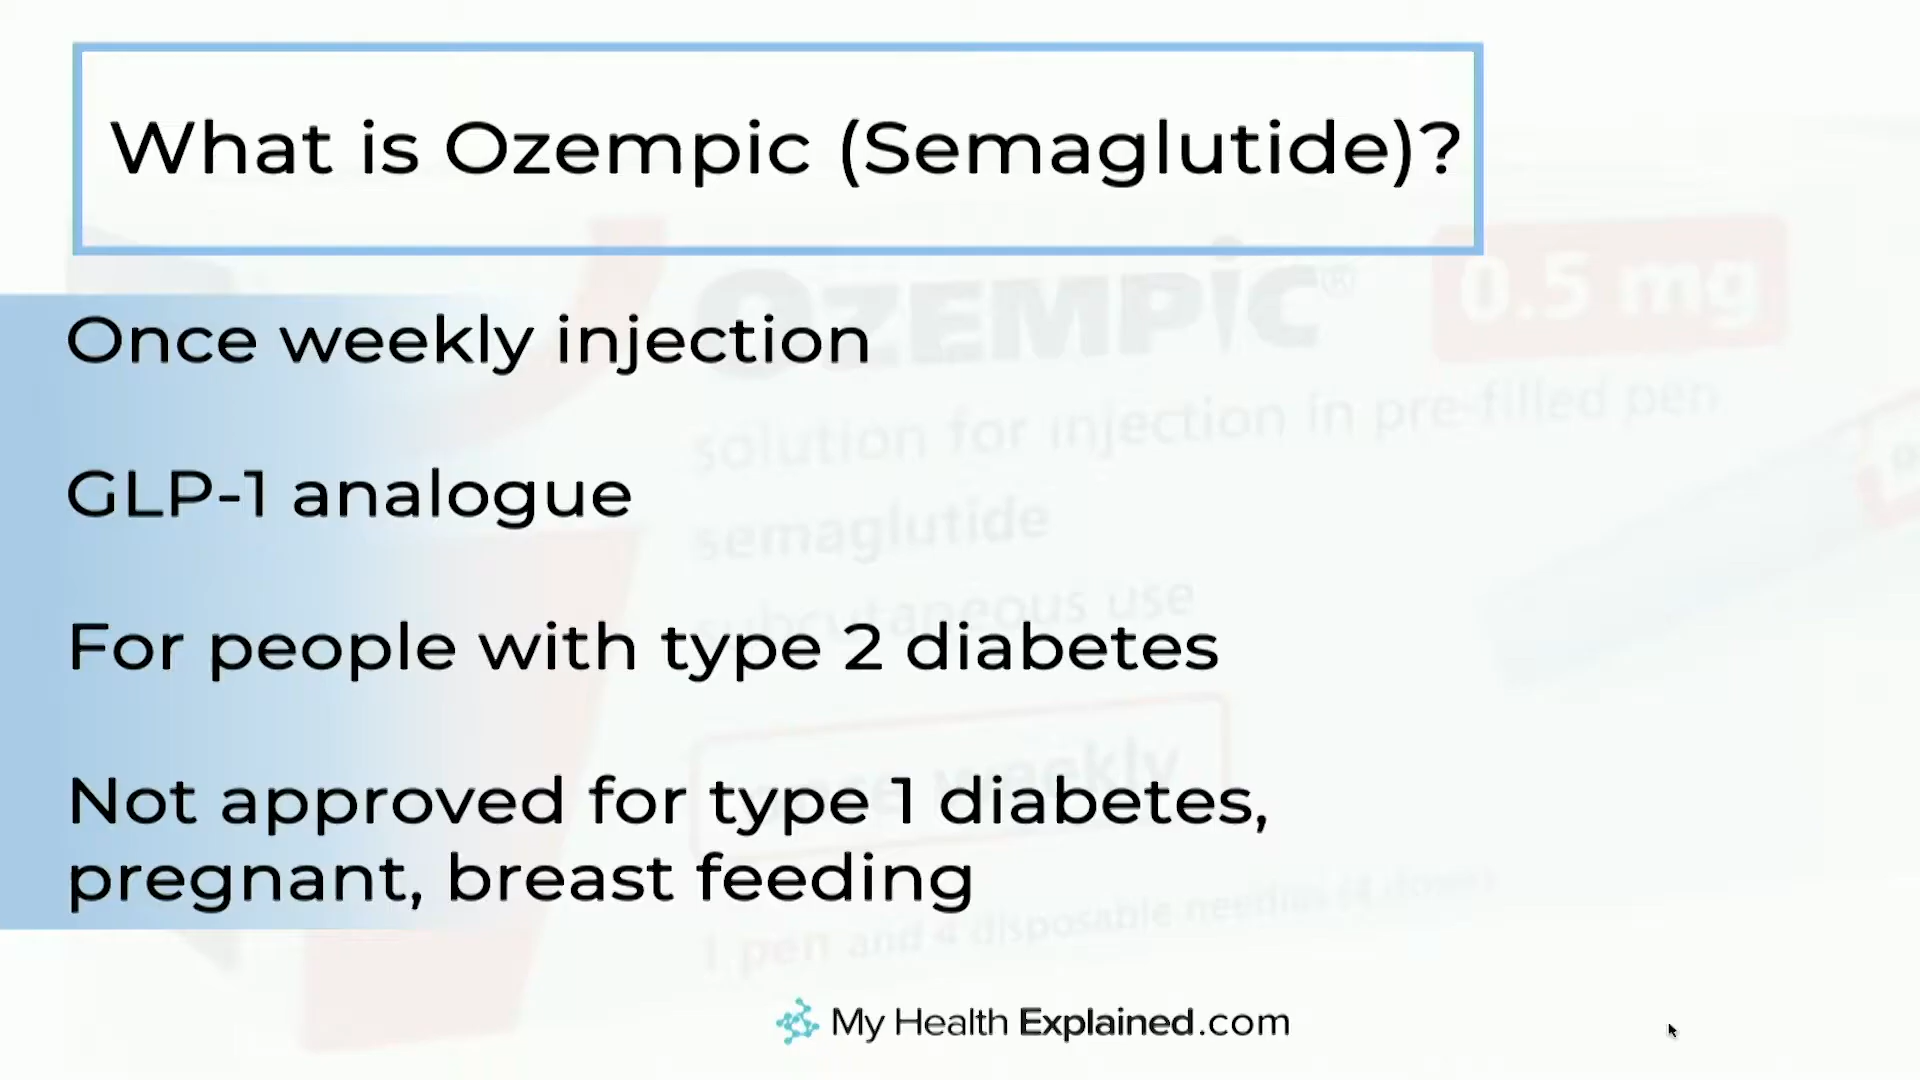 What is Ozempic (Semaglutide)?
OZEMPIC® 0.5 mg
Once weekly injection
solution for injection in pre-filled pen
GLP-1 analogue
semaglutide
subcutaneous use
For people with type 2 diabetes
once weekly
Not approved for type 1 diabetes,
pregnant, breast feeding
1 pen and 4 disposable needles (4 doses)
My Health Explained.com